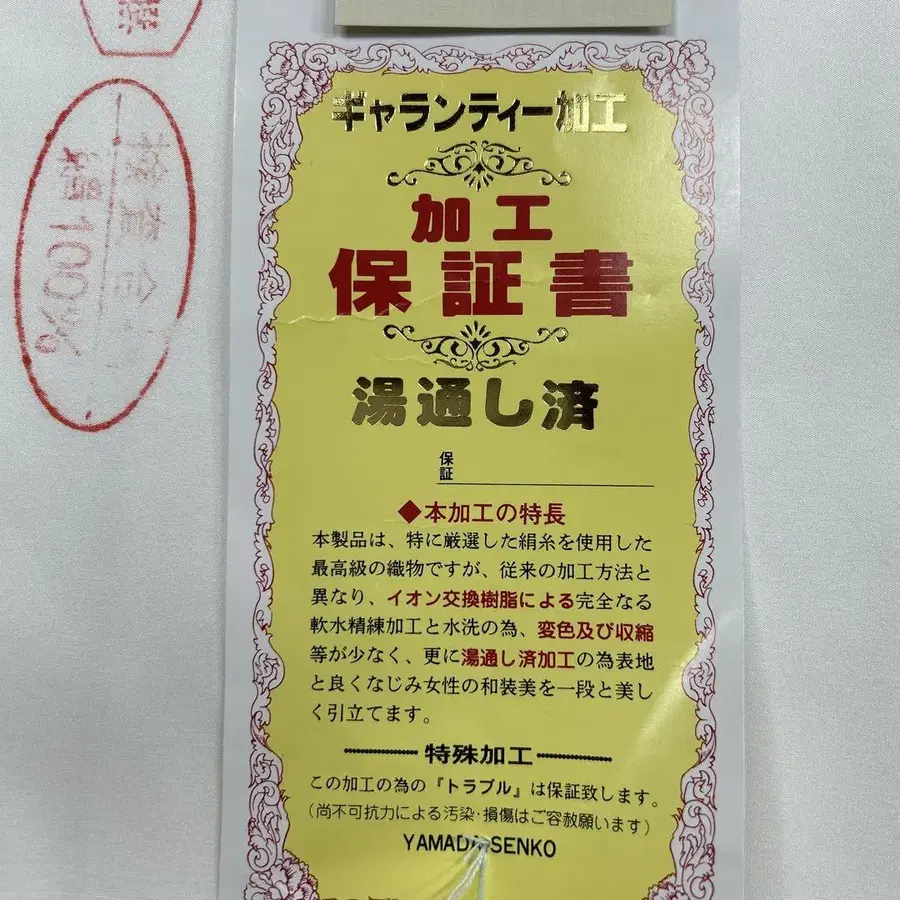 ギャランティー加工
加工
保証書
湯通し済
保証
◆本加工の特長
本製品は、特に厳選した絹糸を使用した
最高級の織物ですが、従来の加工方法と
異なり、イオン交換樹脂による完全なる
軟水精練加工と水洗の為、変色及び収縮
等が少なく、更に湯通し済加工の為表地
と良くなじみ女性の和装美を一段と美し
く引立てます。
特殊加工
この加工の為の『トラブル』は保証致します。
(尚不可抗力による汚染・損傷はご容赦願います)
YAMADA SENKO
絹100%